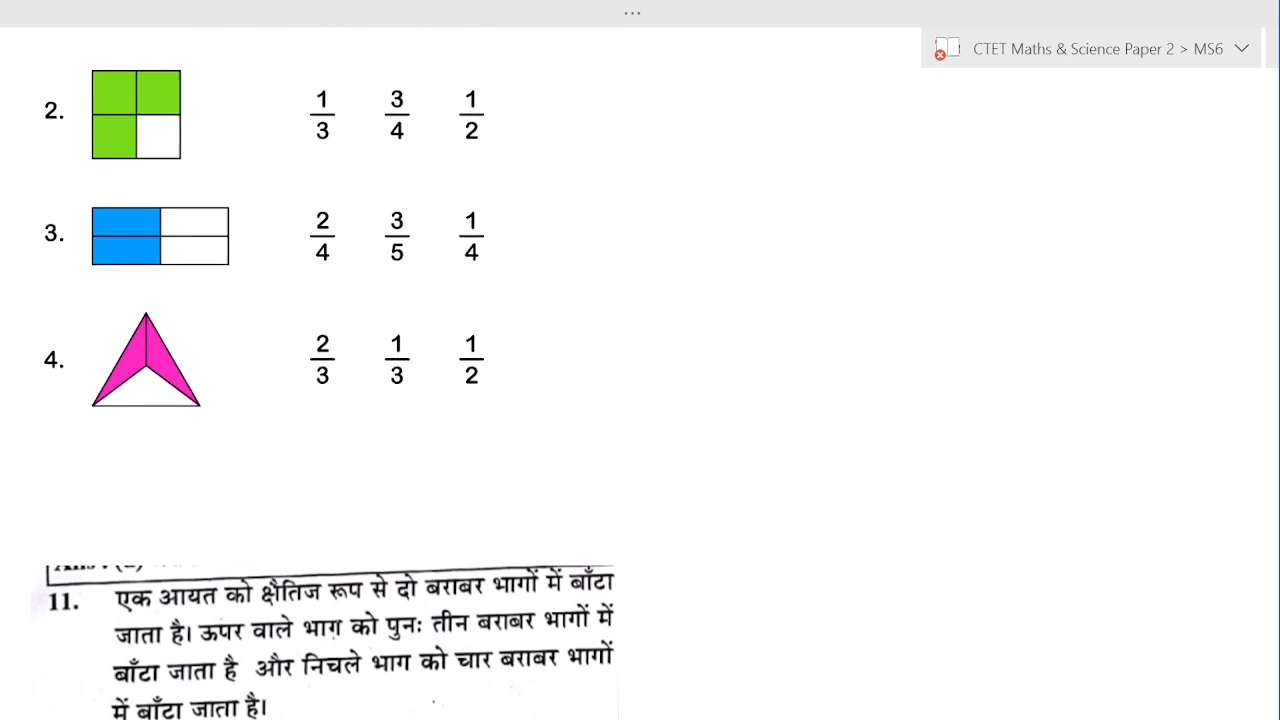 ...
CTET Maths & Science Paper 2 > MS6
2. 1/3 3/4 1/2
3. 2/4 3/5 1/4
4. 2/3 1/3 1/2
11. एक आयत को क्षैतिज रूप से दो बराबर भागों में बाँटा
जाता है। ऊपर वाले भाग को पुनः तीन बराबर भागों में
बाँटा जाता है और निचले भाग को चार बराबर भागों
में बाँटा जाता है।